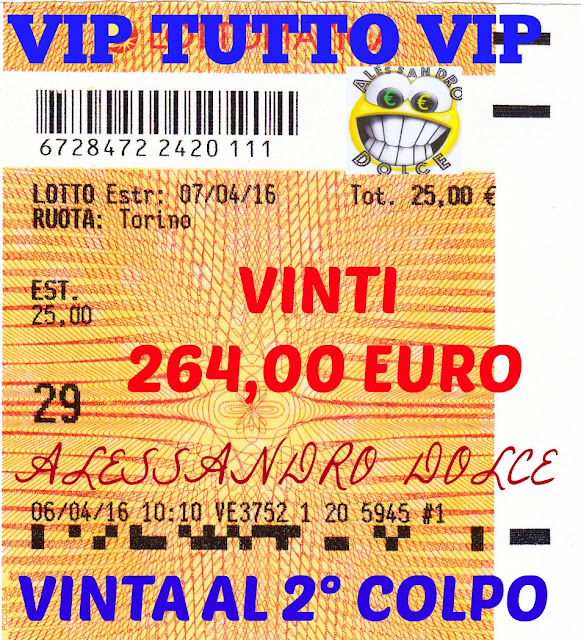 VIP TUTTO VIP
ALESSANDRO
DOLCE
6728472 2420 111
LOTTO Estr: 07/04/16 Tot. 25,00 €
RUOTA: Torino
EST.
25,00
VINTI
264,00 EURO
29
ALESSANDRO DOLCE
06/04/16 10:10 VE3752 1 20 5945 #1
VINTA AL 2° COLPO